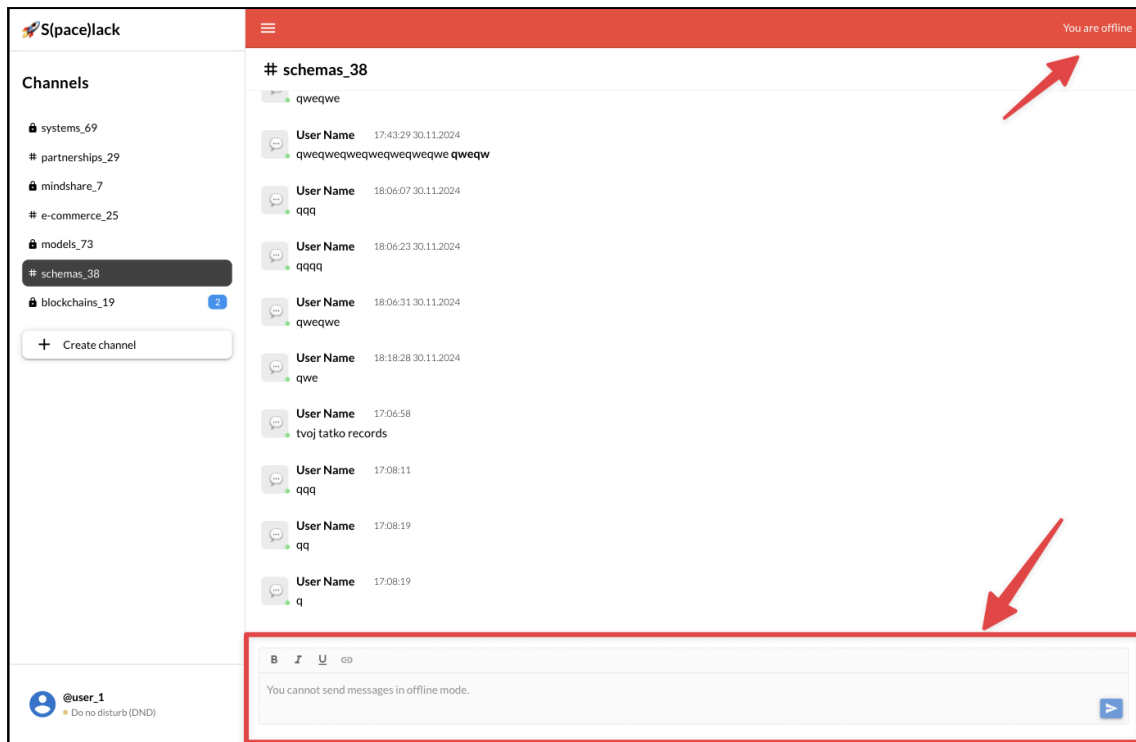 🚀S(pace)lack
You are offline
Channels
# schemas_38
systems_69
# partnerships_29
mindshare_7
# e-commerce_25
models_73
# schemas_38
blockchains_19 2
+ Create channel
qweqwe
User Name 17:43:29 30.11.2024
qweqweqweqweqweqweqwe qweqw
User Name 18:06:07 30.11.2024
qqq
User Name 18:06:23 30.11.2024
qqqq
User Name 18:06:31 30.11.2024
qweqwe
User Name 18:18:28 30.11.2024
qwe
User Name 17:06:58
tvoj tatko records
User Name 17:08:11
qqq
User Name 17:08:19
qq
User Name 17:08:19
q
B I U
You cannot send messages in offline mode.
@user_1
Do no disturb (DND)